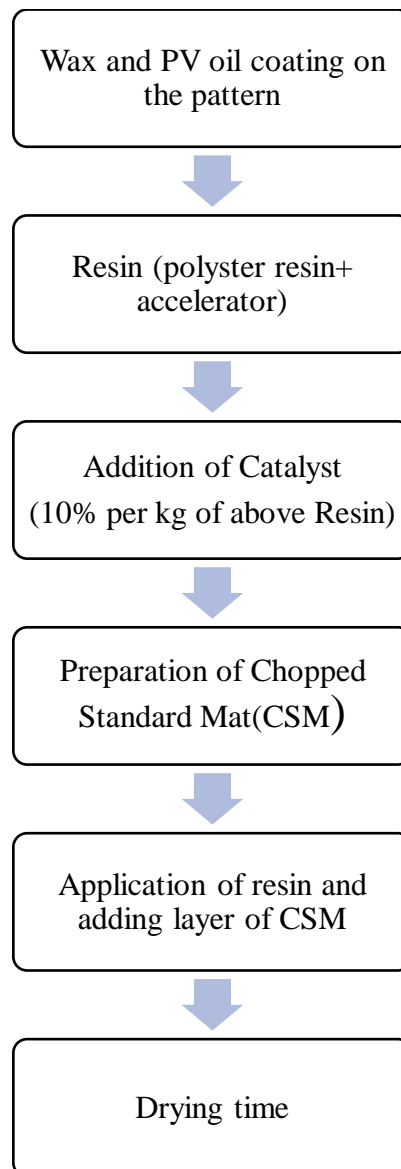 Wax and PV oil coating on
the pattern
Resin (polyster resin+
accelerator)
Addition of Catalyst
(10% per kg of above Resin)
Preparation of Chopped
Standard Mat(CSM)
Application of resin and
adding layer of CSM
Drying time